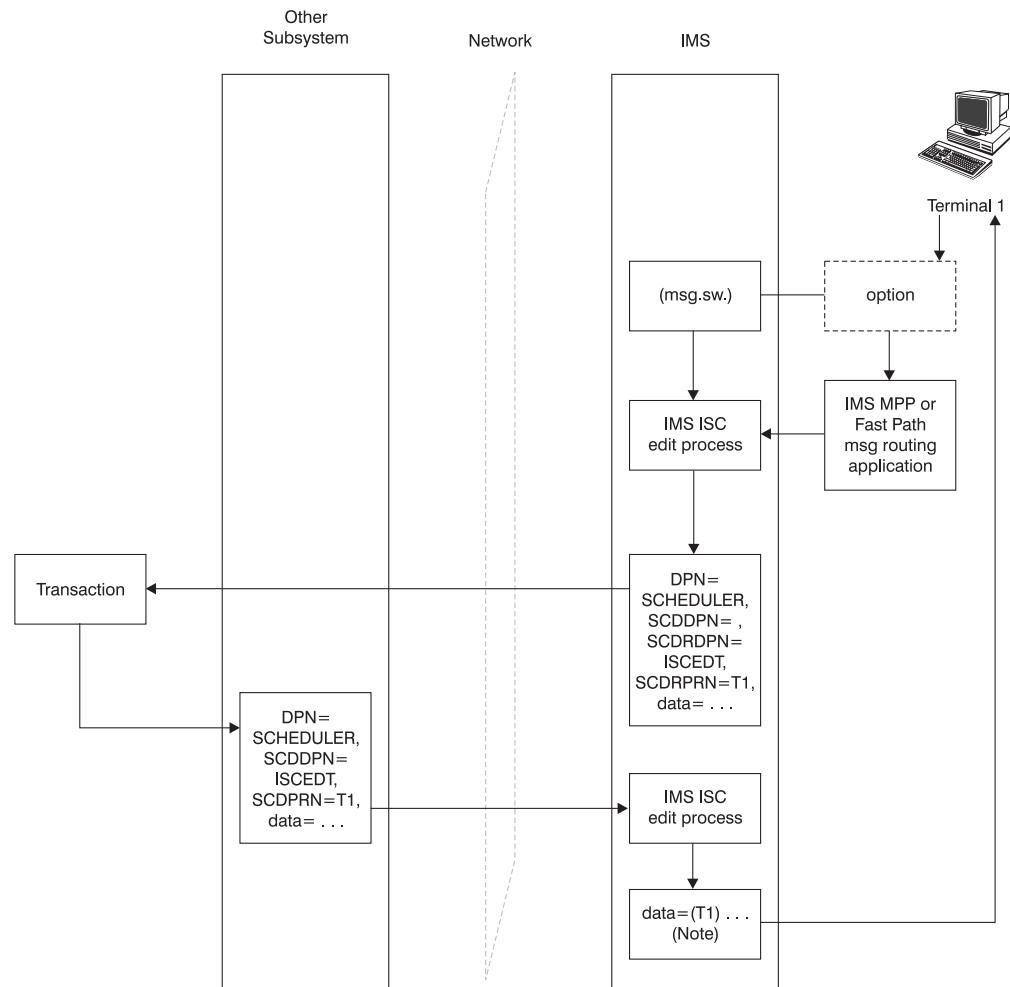 Other
Subsystem
Network
IMS
Terminal 1
(msg.sw.)
option
IMS ISC
edit process
IMS MPP or
Fast Path
msg routing
application
Transaction
DPN=
SCHEDULER,
SCDDPN= ,
SCDRDPN=
ISCEDT,
SCDRPRN=T1,
data= . . .
DPN=
SCHEDULER,
SCDDPN=
ISCEDT,
SCDPRN=T1,
data= . . .
IMS ISC
edit process
data=(T1) . . .
(Note)